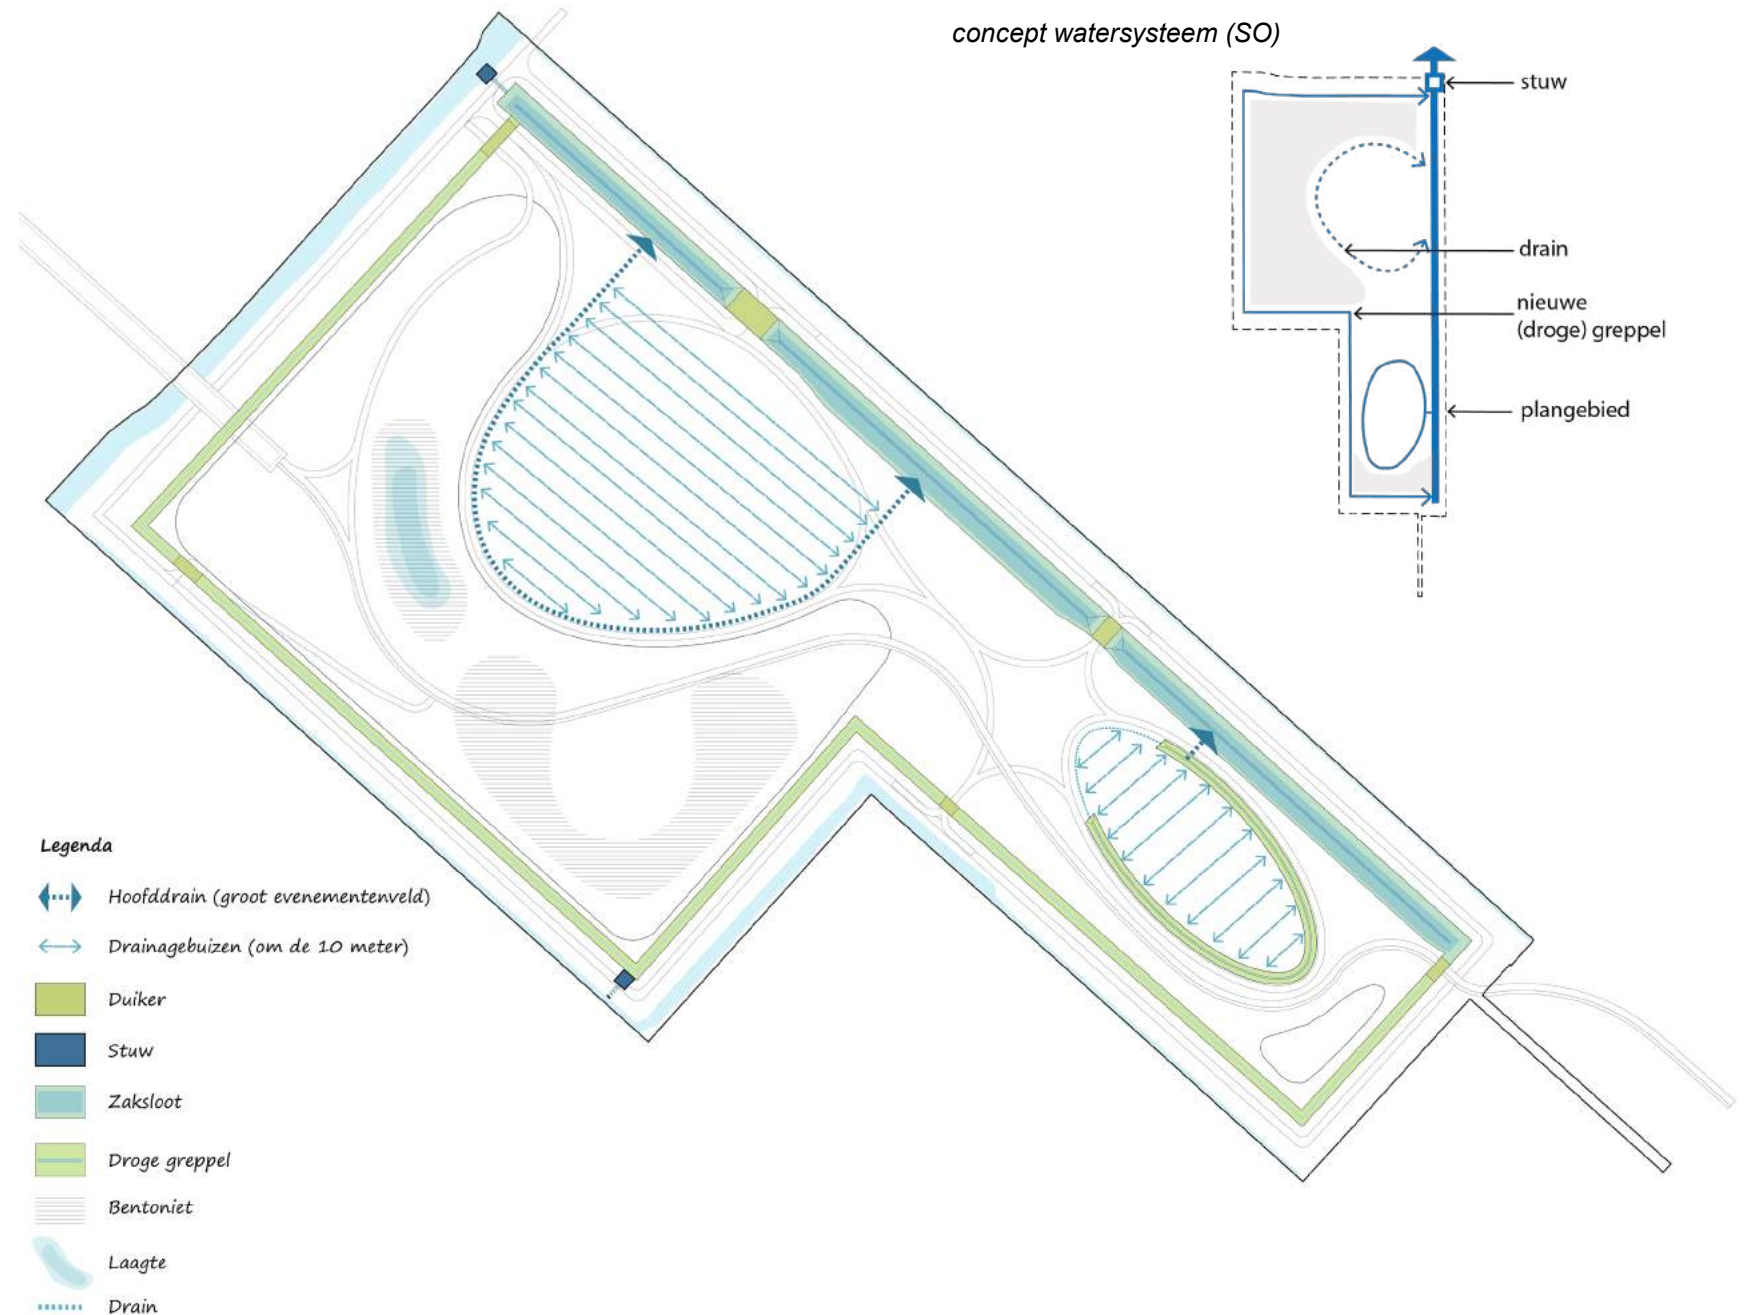 concept watersysteem (SO)
stuw
drain
nieuwe
(droge) greppel
plangebied
Legenda
Hoofddrain (groot evenementenveld)
Drainagebuizen (om de 10 meter)
Duiker
Stuw
Zaksloot
Droge greppel
Bentoniet
Laagte
Drain